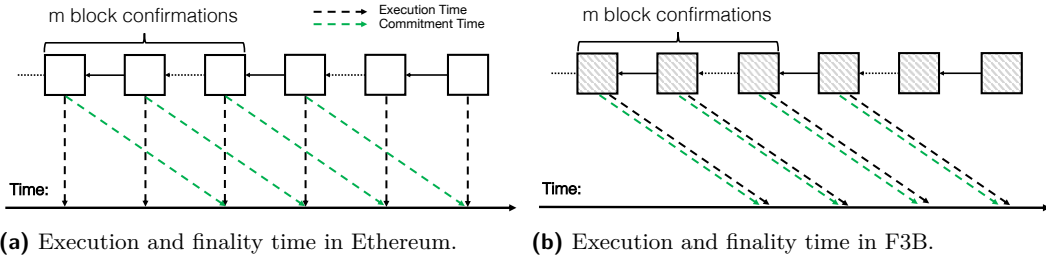 m block confirmations
Execution Time
Commitment Time
Time:
(a) Execution and finality time in Ethereum.
m block confirmations
Time:
(b) Execution and finality time in F3B.